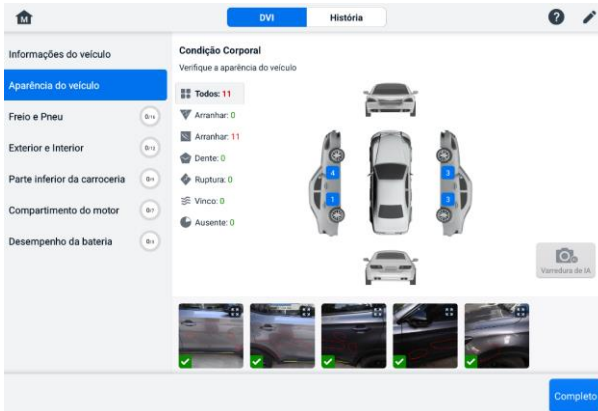 M
DVI
História
?
Informações do veículo
Aparência do veículo
Freio e Pneu
Exterior e Interior
Parte inferior da carroceria
Compartimento do motor
Desempenho da bateria
Condição Corporal
Verifique a aparência do veículo
Todos: 11
Arranhar: 0
Arranhar: 11
Dente: 0
Ruptura: 0
Vinco: 0
Ausente: 0
4
1
3
3
Varredura de IA
Completo